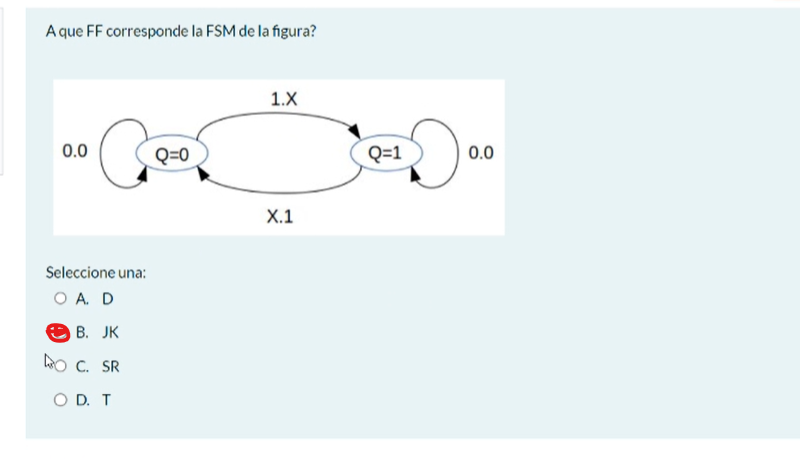 A que FF corresponde la FSM de la figura?
1.X
0.0
Q=0
Q=1
0.0
X.1
Seleccione una:
A. D
B. JK
C. SR
D. T